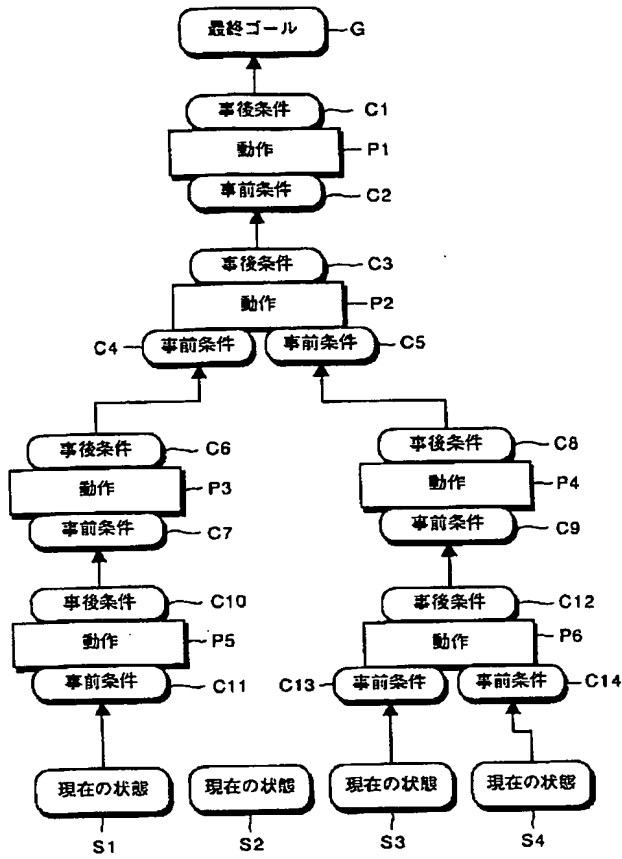 最終ゴール G
事後条件 C1
動作 P1
事前条件 C2
事後条件 C3
動作 P2
C4 事前条件 事前条件 C5
事後条件 C6
動作 P3
事前条件 C7
事後条件 C8
動作 P4
事前条件 C9
事後条件 C10
動作 P5
事前条件 C11
事後条件 C12
動作 P6
C13 事前条件 事前条件 C14
現在の状態 現在の状態 現在の状態 現在の状態
S1 S2 S3 S4